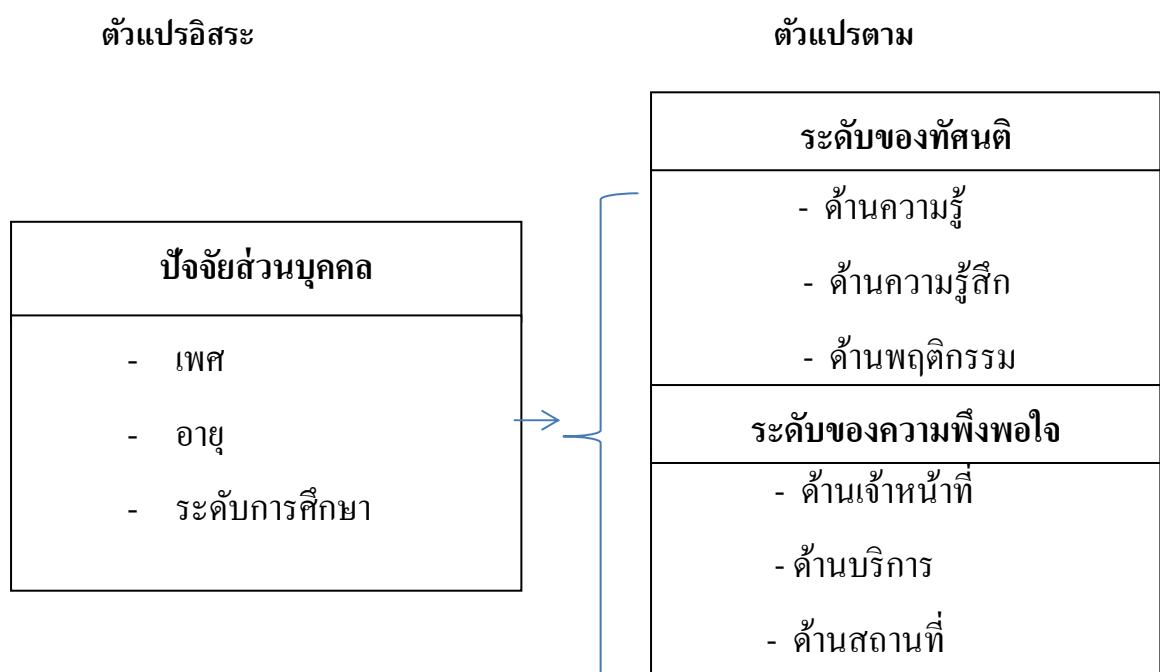 ตัวแปรอิสระ
ตัวแปรตาม
ปัจจัยส่วนบุคคล
- เพศ
- อายุ
- ระดับการศึกษา
ระดับของทัศนติ
- ด้านความรู้
- ด้านความรู้สึก
- ด้านพฤติกรรม
ระดับของความพึงพอใจ
- ด้านเจ้าหน้าที่
- ด้านบริการ
- ด้านสถานที่